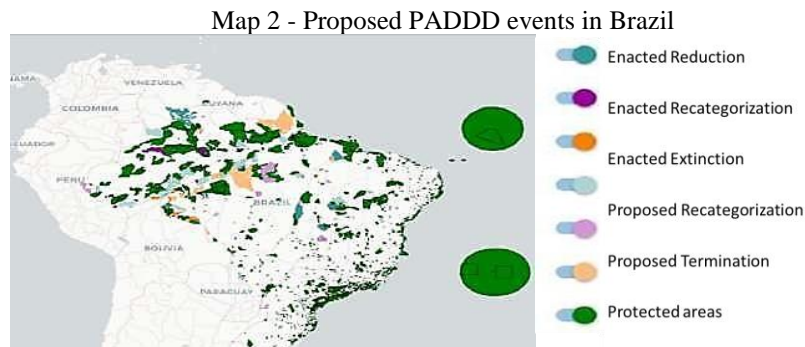 Map 2 - Proposed PADDD events in Brazil
VENEZUELA
GUYANA
COLOMBIA
PERU
BRAZIL
BOLIVIA
PARAGUAY
Enacted Reduction
Enacted Recategorization
Enacted Extinction
Proposed Recategorization
Proposed Termination
Protected areas